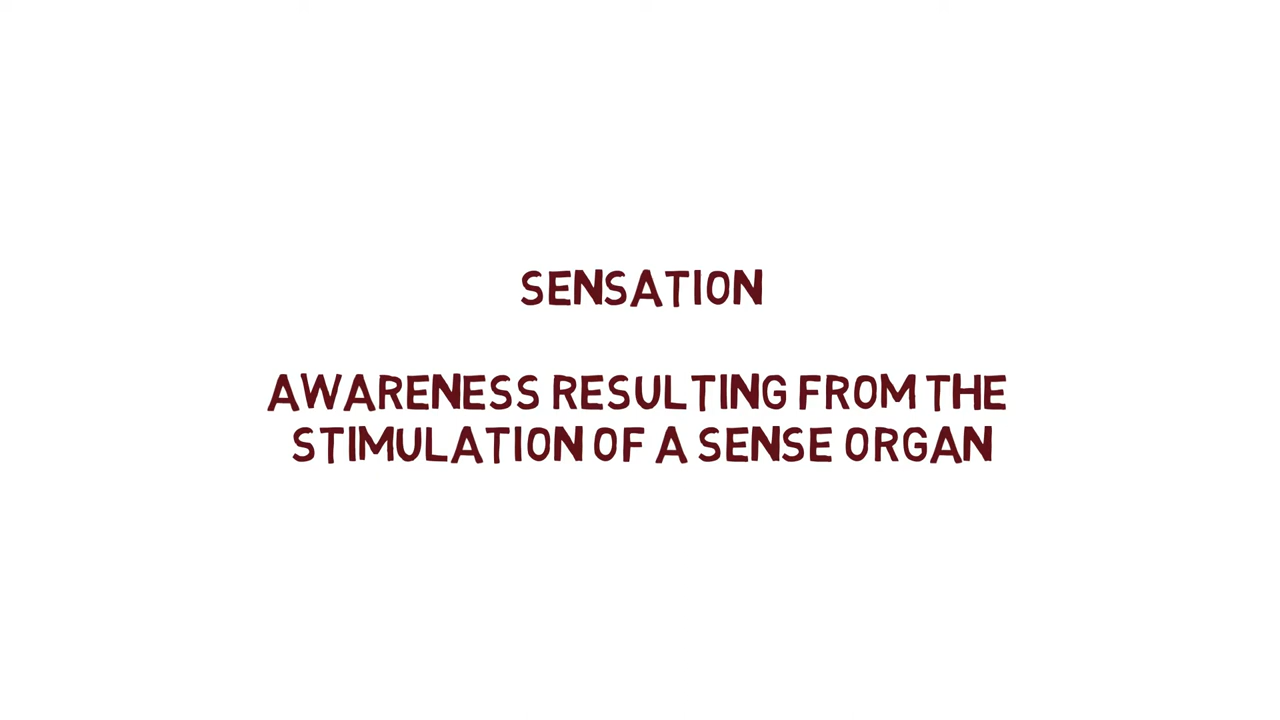 SENSATION
AWARENESS RESULTING FROM THE
STIMULATION OF A SENSE ORGAN